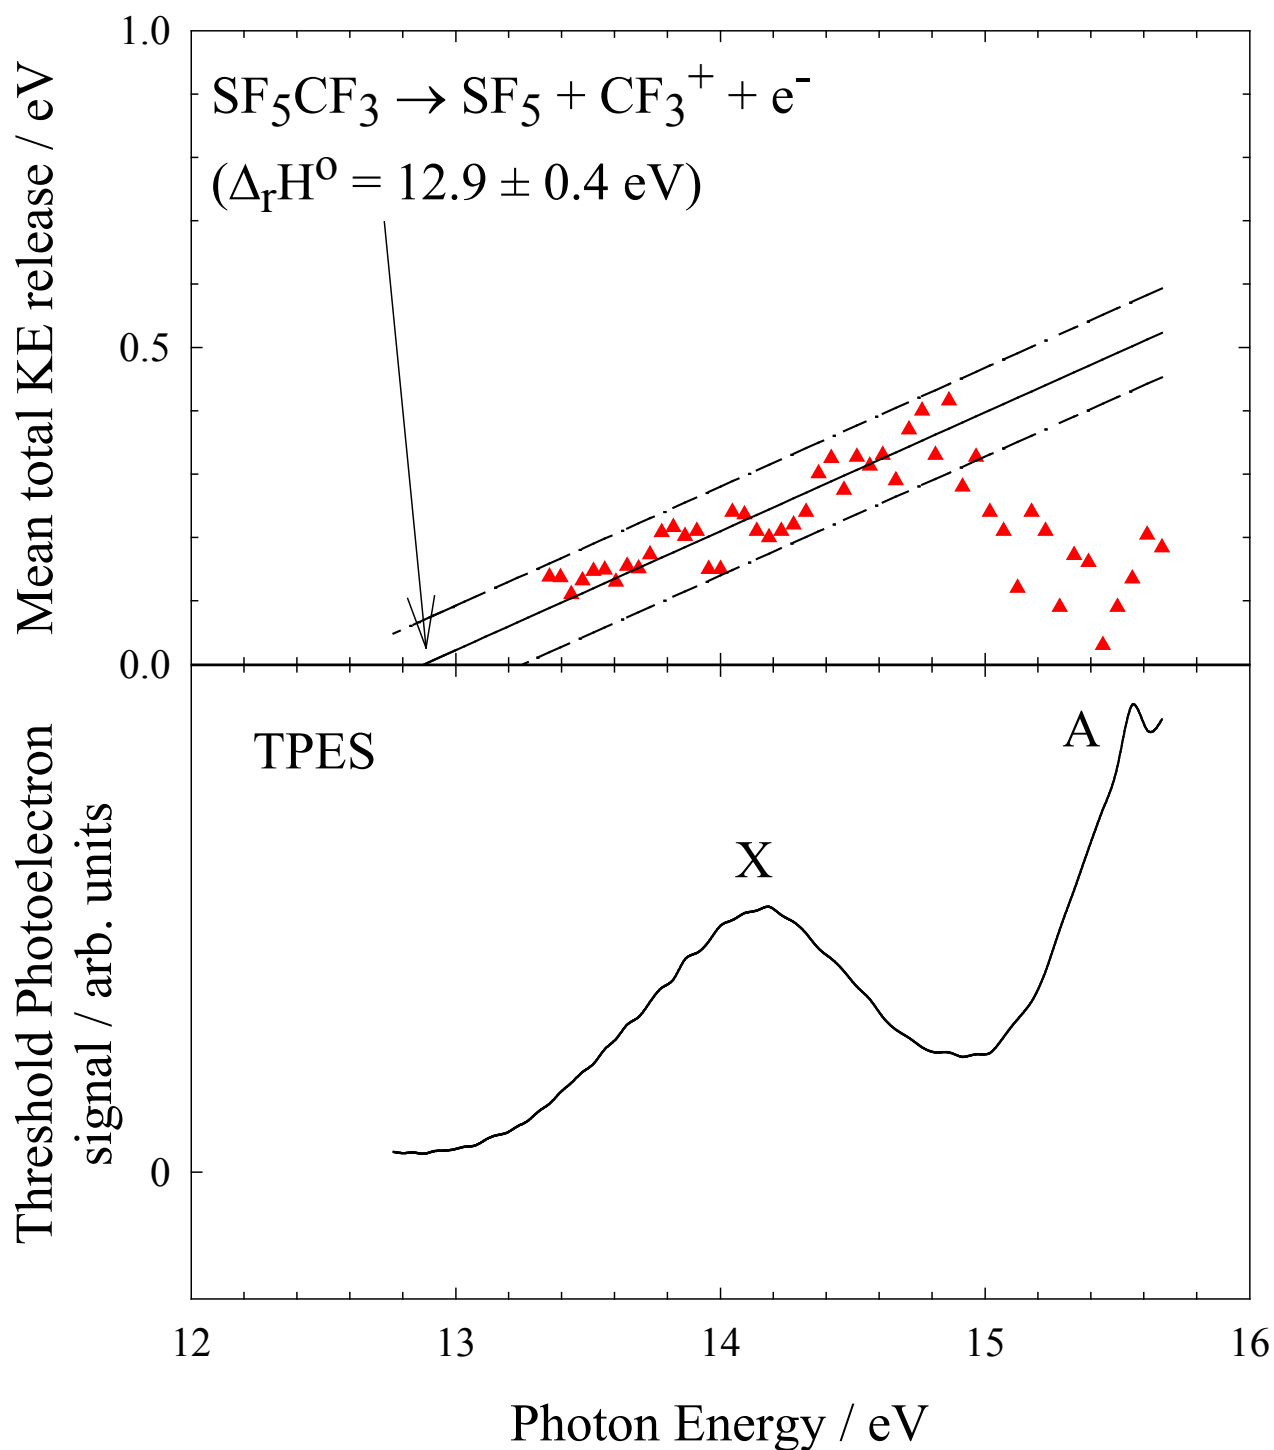 1.0
SF₅CF₃ → SF₅ + CF₃⁺ + e⁻
(ΔᵣHᵒ = 12.9 ± 0.4 eV)
Mean total KE release / eV
0.5
0.0
TPES
A
X
Threshold Photoelectron
signal / arb. units
0
12 13 14 15 16
Photon Energy / eV